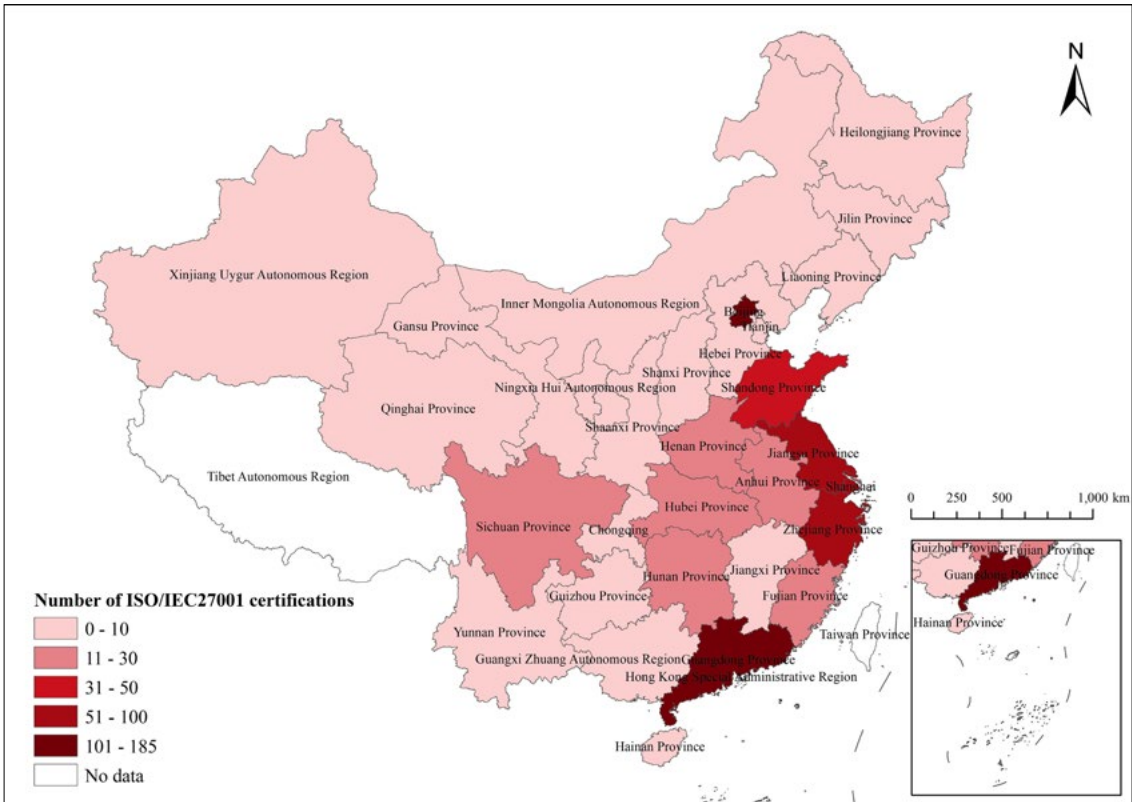 N
Heilongjiang Province
Jilin Province
Liaoning Province
Xinjiang Uygur Autonomous Region
Inner Mongolia Autonomous Region
Gansu Province
Beijing
Tianjin
Hebei Province
Shanxi Province
Ningxia Hui Autonomous Region
Shandong Province
Qinghai Province
Shaanxi Province
Henan Province
Jiangsu Province
Tibet Autonomous Region
Anhui Province
Shanghai
Hubei Province
Sichuan Province
Chongqing
Zhejiang Province
Jiangxi Province
Hunan Province
Guizhou Province
Fujian Province
Yunnan Province
Taiwan Province
Guangxi Zhuang Autonomous Region
Guangdong Province
Hong Kong Special Administrative Region
Hainan Province
0 250 500 1,000 km
Guizhou Province
Fujian Province
Guangdong Province
Hainan Province
Number of ISO/IEC27001 certifications
0 - 10
11 - 30
31 - 50
51 - 100
101 - 185
No data